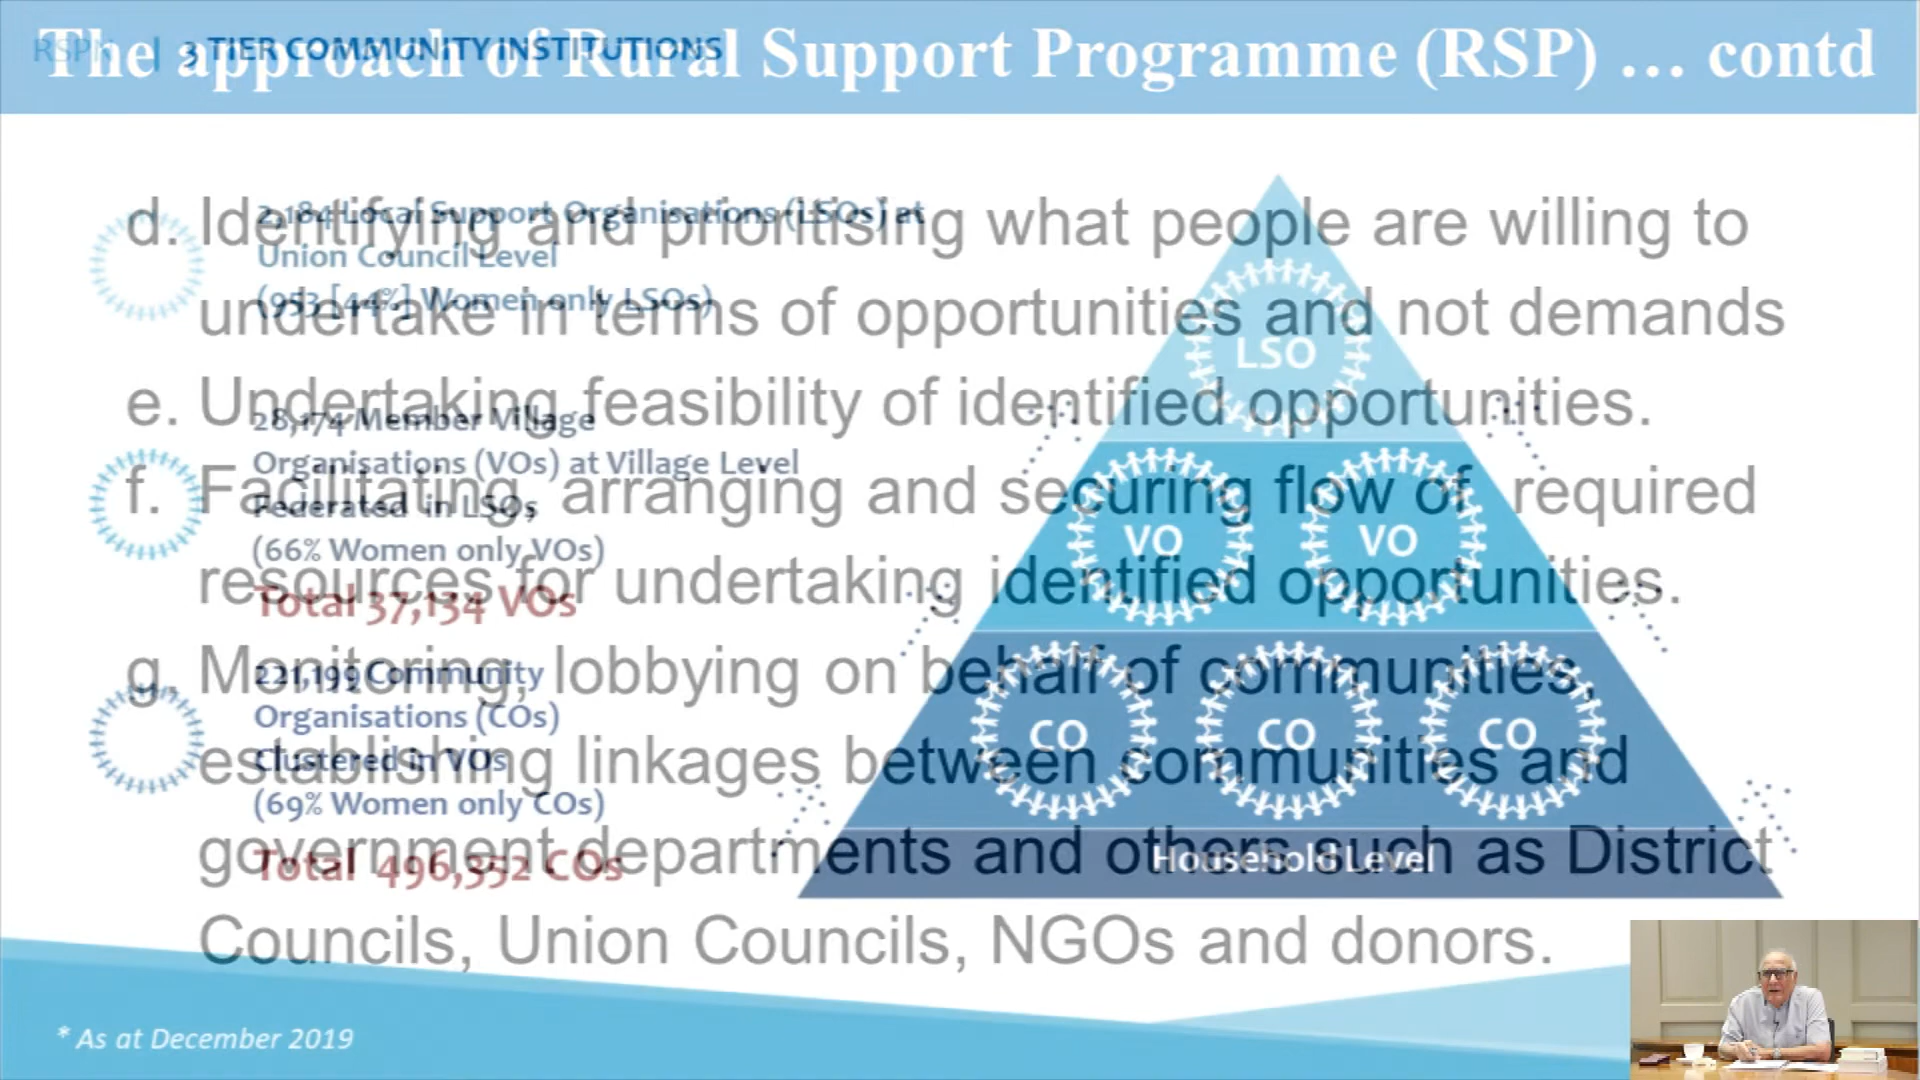 The approach of Rural Support Programme (RSP) … contd
d. Identifying and prioritising what people are willing to
undertake in terms of opportunities and not demands
e. Undertaking feasibility of identified opportunities.
f. Facilitating, arranging and securing flow of required
resources for undertaking identified opportunities.
g. Monitoring, lobbying on behalf of communities,
establishing linkages between communities and
government departments and others such as District
Councils, Union Councils, NGOs and donors.
RSPN | 3 TIER COMMUNITY INSTITUTIONS
2,184 Local Support Organisations (LSOs) at
Union Council Level
(953 [44%] Women only LSOs)
28,174 Member Village
Organisations (VOs) at Village Level
Federated in LSOs
(66% Women only VOs)
Total 37,134 VOs
221,199 Community
Organisations (COs)
Clustered in VOs
(69% Women only COs)
Total 496,352 COs
LSO
VO VO
CO CO CO
Household Level
* As at December 2019